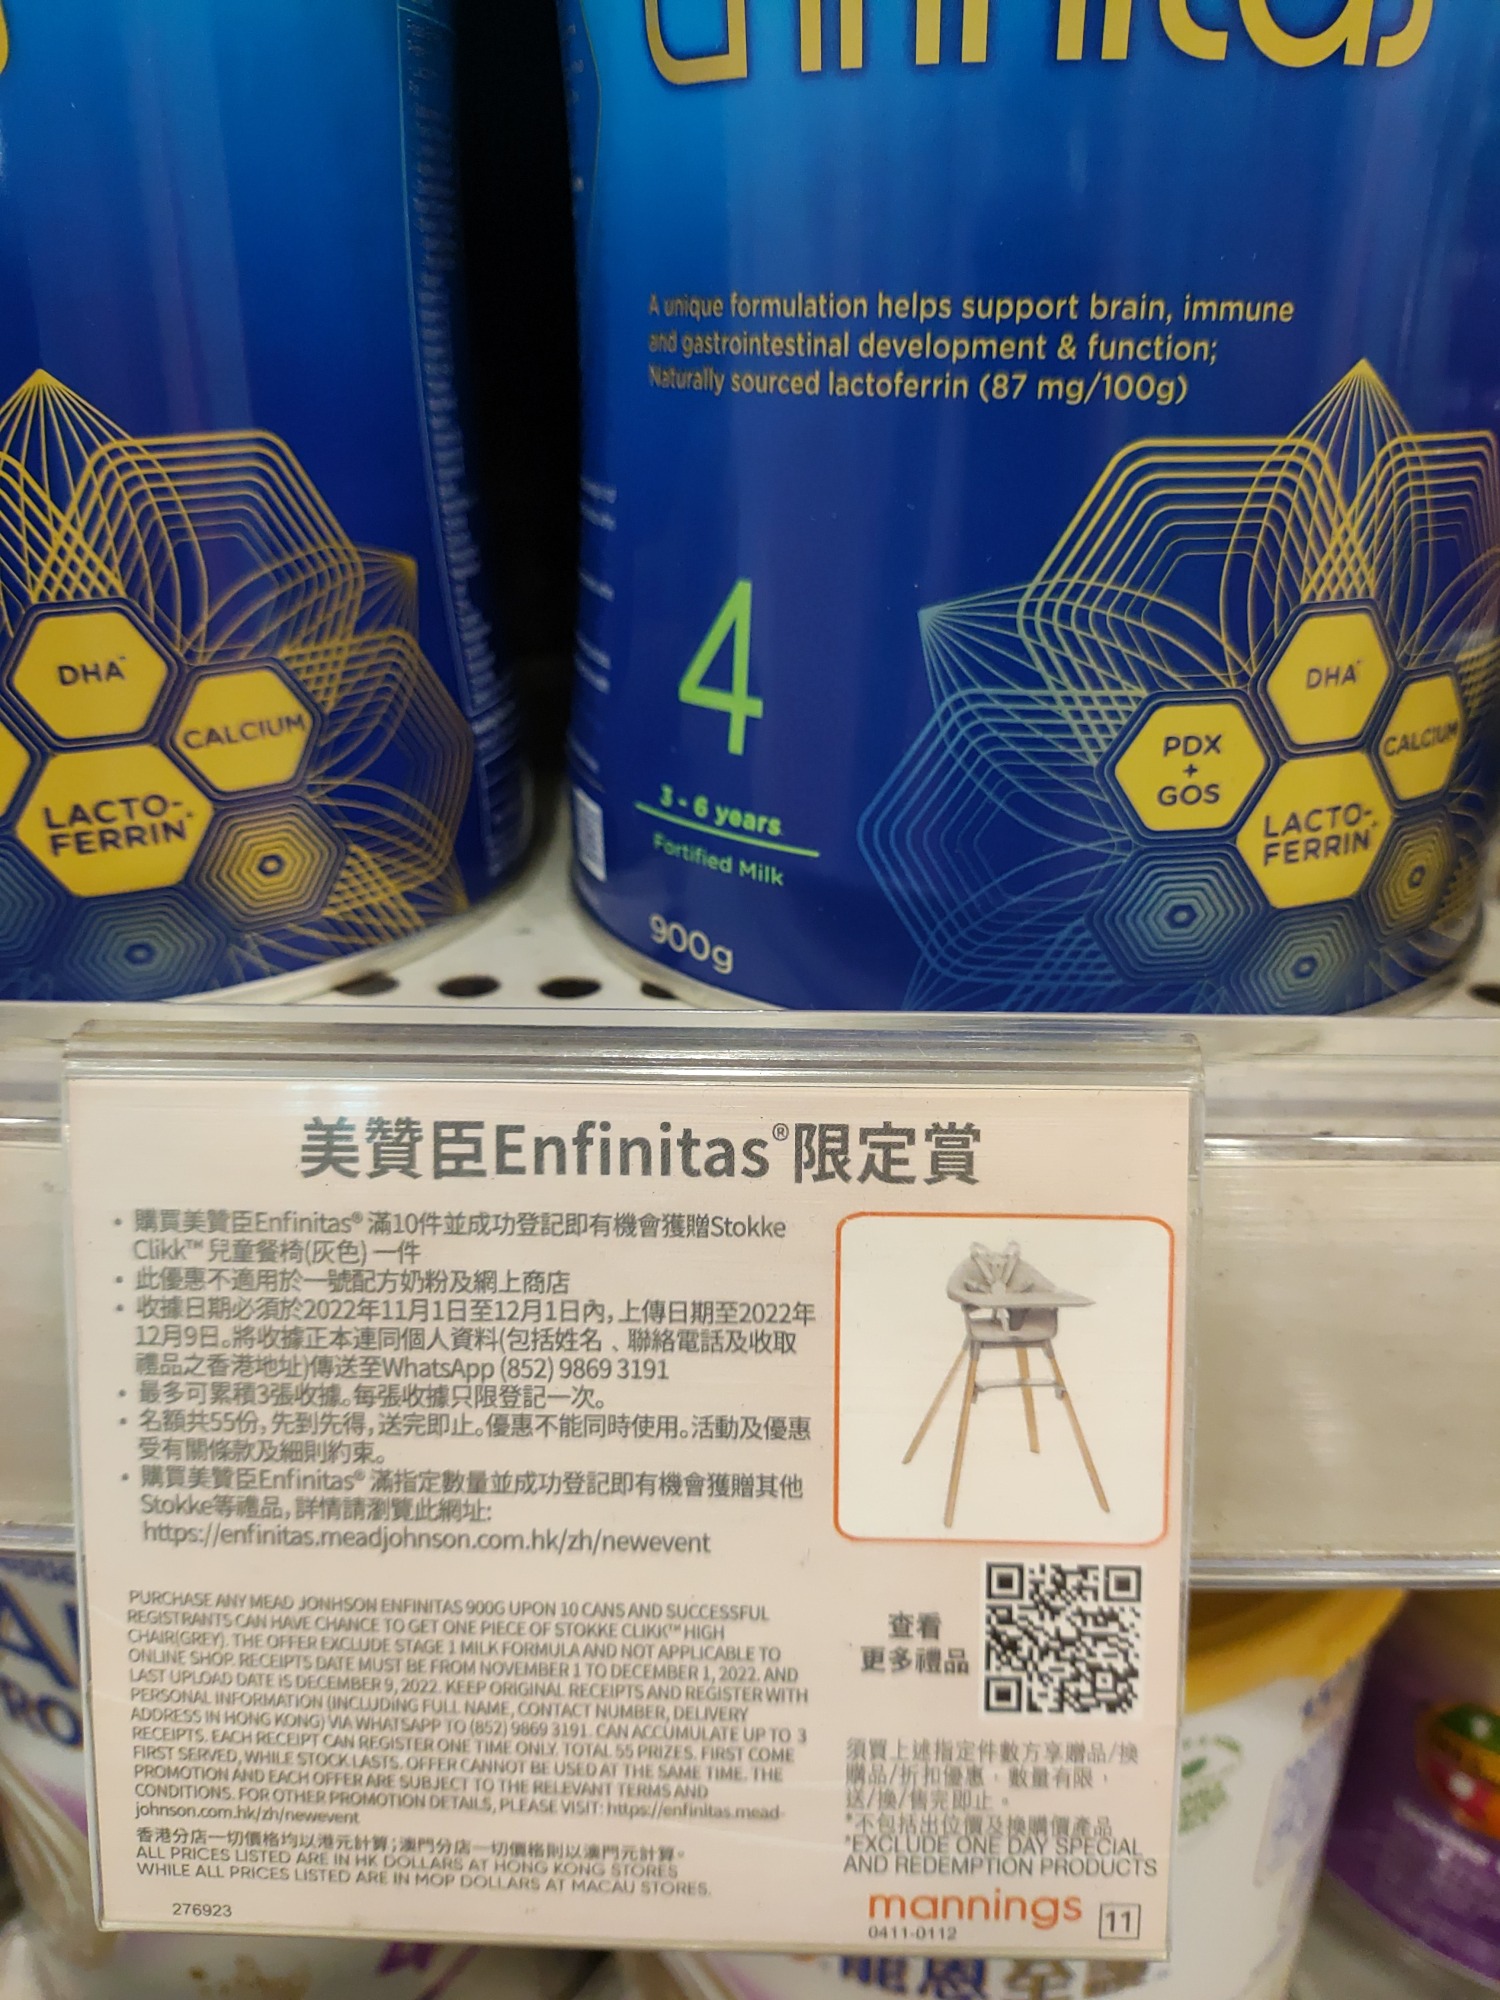 A unique formulation helps support brain, immune
and gastrointestinal development & function;
Naturally sourced lactoferrin (87 mg/100g)
DHA
CALCIUM
LACTO-
FERRIN
4
3 - 6 years
Fortified Milk
900g
DHA
PDX
+
GOS
CALCIUM
LACTO-
FERRIN
美贊臣Enfinitas®限定賞
• 購買美贊臣Enfinitas® 滿10件並成功登記即有機會獲贈Stokke
Clikk™ 兒童餐椅(灰色) 一件
• 此優惠不適用於一號配方奶粉及網上商店
• 收據日期必須於2022年11月1日至12月1日內，上傳日期至2022年
12月9日。將收據正本連同個人資料(包括姓名、聯絡電話及收取
禮品之香港地址)傳送至WhatsApp (852) 9869 3191
• 最多可累積3張收據。每張收據只限登記一次。
• 名額共55份，先到先得，送完即止。優惠不能同時使用。活動及優惠
受有關條款及細則約束。
• 購買美贊臣Enfinitas® 滿指定數量並成功登記即有機會獲贈其他
Stokke等禮品，詳情請瀏覽此網址:
https://enfinitas.meadjohnson.com.hk/zh/newevent
PURCHASE ANY MEAD JONHSON ENFINITAS 900G UPON 10 CANS AND SUCCESSFUL
REGISTRANTS CAN HAVE CHANCE TO GET ONE PIECE OF STOKKE CLIKK™ HIGH
CHAIR(GREY). THE OFFER EXCLUDE STAGE 1 MILK FORMULA AND NOT APPLICABLE TO
ONLINE SHOP. RECEIPTS DATE MUST BE FROM NOVEMBER 1 TO DECEMBER 1, 2022. AND
LAST UPLOAD DATE IS DECEMBER 9, 2022. KEEP ORIGINAL RECEIPTS AND REGISTER WITH
PERSONAL INFORMATION (INCLUDING FULL NAME, CONTACT NUMBER, DELIVERY
ADDRESS IN HONG KONG) VIA WHATSAPP TO (852) 9869 3191. CAN ACCUMULATE UP TO 3
RECEIPTS. EACH RECEIPT CAN REGISTER ONE TIME ONLY. TOTAL 55 PRIZES. FIRST COME
FIRST SERVED, WHILE STOCK LASTS. OFFER CANNOT BE USED AT THE SAME TIME. THE
PROMOTION AND EACH OFFER ARE SUBJECT TO THE RELEVANT TERMS AND
CONDITIONS. FOR OTHER PROMOTION DETAILS, PLEASE VISIT: https://enfinitas.mead-
johnson.com.hk/zh/newevent
香港分店一切價格均以港元計算；澳門分店一切價格則以澳門元計算。
ALL PRICES LISTED ARE IN HK DOLLARS AT HONG KONG STORES
WHILE ALL PRICES LISTED ARE IN MOP DOLLARS AT MACAU STORES.
276923
查看
更多禮品
須買上述指定件數方享贈品/換
購品/折扣優惠，數量有限，
送/換/售完即止。
*不包括出位價及換購價產品
*EXCLUDE ONE DAY SPECIAL
AND REDEMPTION PRODUCTS
mannings
11
0411-0112